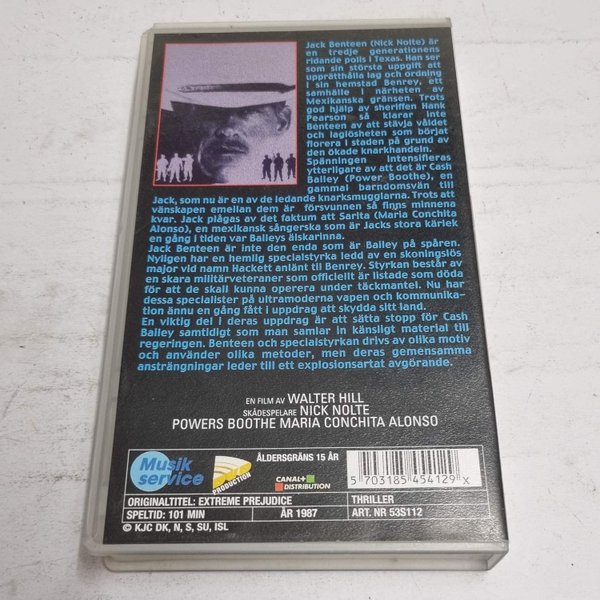 Jack Benteen (Nick Nolte) är
en tredje generationens
ridande polis i Texas. Han ser
som sin största uppgift att
upprätthålla lag och ordning
i sin hemstad Benrey, ett
samhälle i närheten av
Mexikanska gränsen. Trots
god hjälp av sheriffen Hank
Pearson så klarar inte
Benteen av att stävja våldet
och laglösheten som börjat
florera i staden på grund av
den ökade knarkhandeln.
Spänningen intensifieras
ytterligare av att det är Cash
Bailey (Power Boothe), en
gammal barndomsvän till
Jack, som nu är en av de ledande knarksmugglarna. Trots att
vänskapen emellan dem är försvunnen så finns minnena
kvar. Jack plågas av det faktum att Sarita (Maria Conchita
Alonso), en mexikansk sångerska som är Jacks stora kärlek
en gång i tiden var Baileys älskarinna.
Jack Benteen är inte den enda som är Bailey på spåren.
Nyligen har en hemlig specialstyrka ledd av en skoningslös
major vid namn Hackett anlänt till Benrey. Styrkan består av
en skara militärveteraner som officiellt är listade som döda
för att de skall kunna operera under täckmantel. Nu har
dessa specialister på ultramoderna vapen och kommunika-
tion ännu en gång fått i uppdrag att skydda sitt land.
En viktig del i deras uppdrag är att sätta stopp för Cash
Bailey samtidigt som man samlar in känsligt material till
regeringen. Benteen och specialstyrkan drivs av olika motiv
och använder olika metoder, men deras gemensamma
ansträngningar leder till ett explosionsartat avgörande.
EN FILM AV WALTER HILL
SKÅDESPELARE NICK NOLTE
POWERS BOOTHE MARIA CONCHITA ALONSO
Musik
service
PRODUCTION
ÅLDERSGRÄNS 15 ÅR
CANAL+
DISTRIBUTION
5 703185 454129 X
ORIGINALTITEL: EXTREME PREJUDICE THRILLER
SPELTID: 101 MIN ÅR 1987 ART. NR 53S112
© KJC DK, N, S, SU, ISL